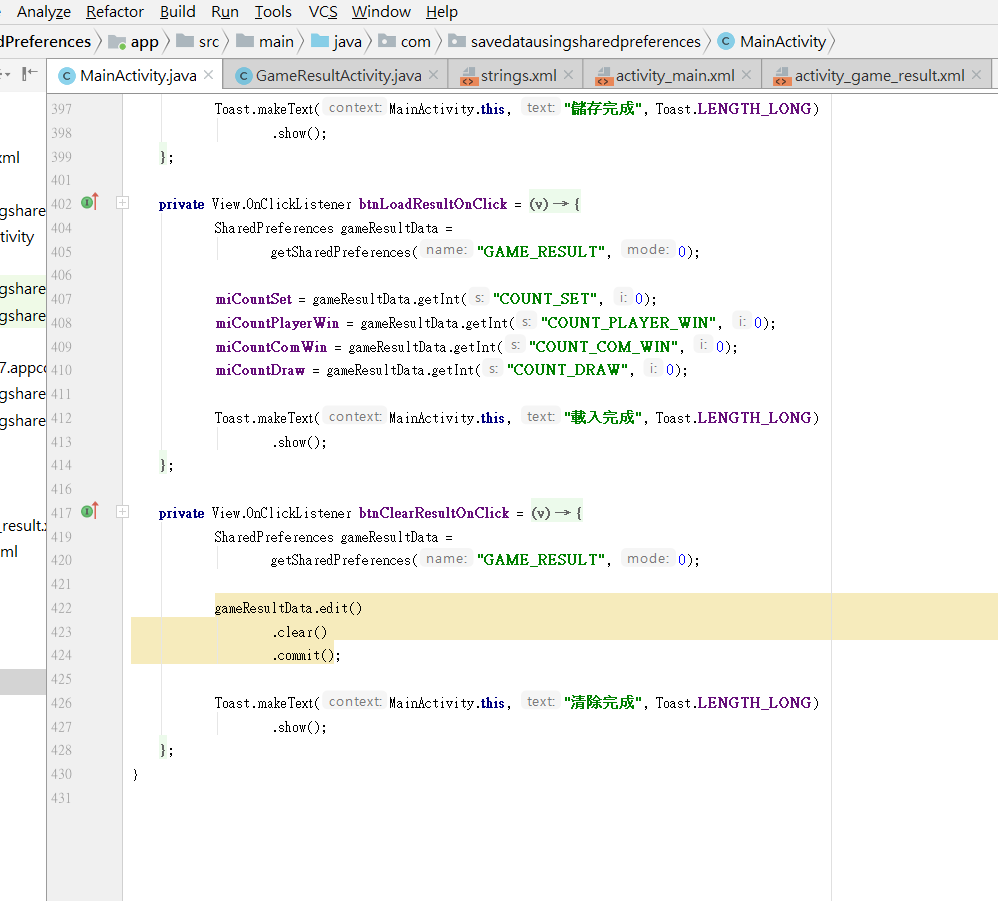 Analyze Refactor Build Run Tools VCS Window Help
dPreferences app src main java com savedatausingsharedpreferences MainActivity
MainActivity.java GameResultActivity.java strings.xml activity_main.xml activity_game_result.xml
xml
gshare
tivity
gshare
gshare
7.appco
gshare
gshare
_result.x
ml
397 Toast.makeText( context: MainActivity.this, text: "儲存完成", Toast.LENGTH_LONG)
398 .show();
399 };
401
402 private View.OnClickListener btnLoadResultOnClick = (v) → {
404 SharedPreferences gameResultData =
405 getSharedPreferences( name: "GAME_RESULT", mode: 0);
406
407 miCountSet = gameResultData.getInt( s: "COUNT_SET", i: 0);
408 miCountPlayerWin = gameResultData.getInt( s: "COUNT_PLAYER_WIN", i: 0);
409 miCountComWin = gameResultData.getInt( s: "COUNT_COM_WIN", i: 0);
410 miCountDraw = gameResultData.getInt( s: "COUNT_DRAW", i: 0);
411
412 Toast.makeText( context: MainActivity.this, text: "載入完成", Toast.LENGTH_LONG)
413 .show();
414 };
416
417 private View.OnClickListener btnClearResultOnClick = (v) → {
419 SharedPreferences gameResultData =
420 getSharedPreferences( name: "GAME_RESULT", mode: 0);
421
422 gameResultData.edit()
423 .clear()
424 .commit();
425
426 Toast.makeText( context: MainActivity.this, text: "清除完成", Toast.LENGTH_LONG)
427 .show();
428 };
430 }
431